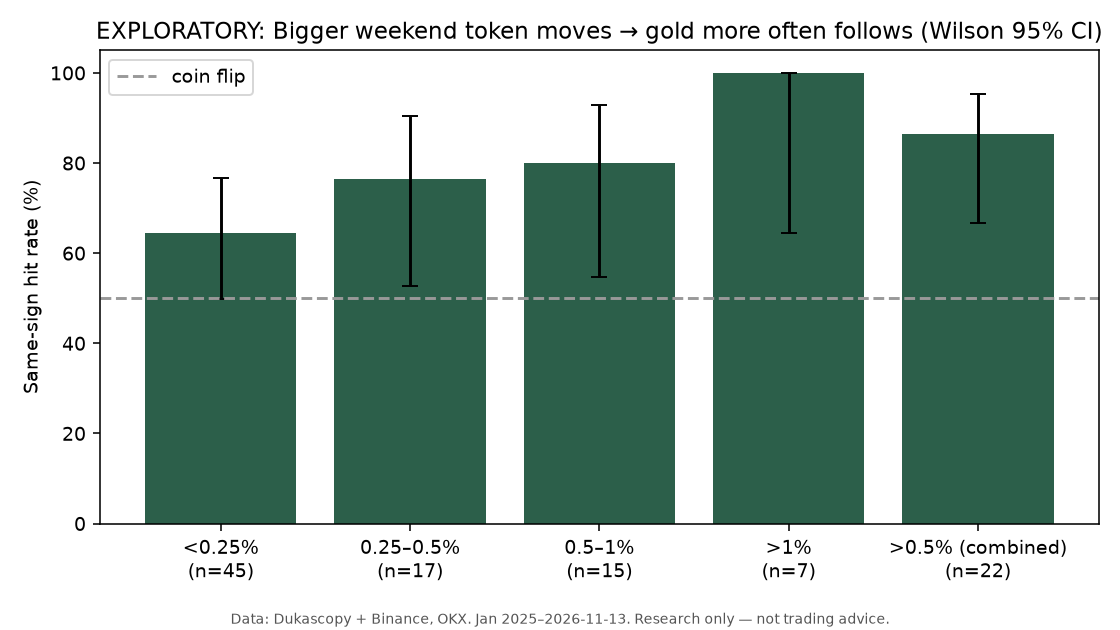 EXPLORATORY: Bigger weekend token moves → gold more often follows (Wilson 95% CI)
coin flip
Same-sign hit rate (%)
100
80
60
40
20
0
<0.25% 0.25–0.5% 0.5–1% >1% >0.5% (combined)
(n=45) (n=17) (n=15) (n=7) (n=22)
Data: Dukascopy + Binance, OKX. Jan 2025–2026-11-13. Research only — not trading advice.